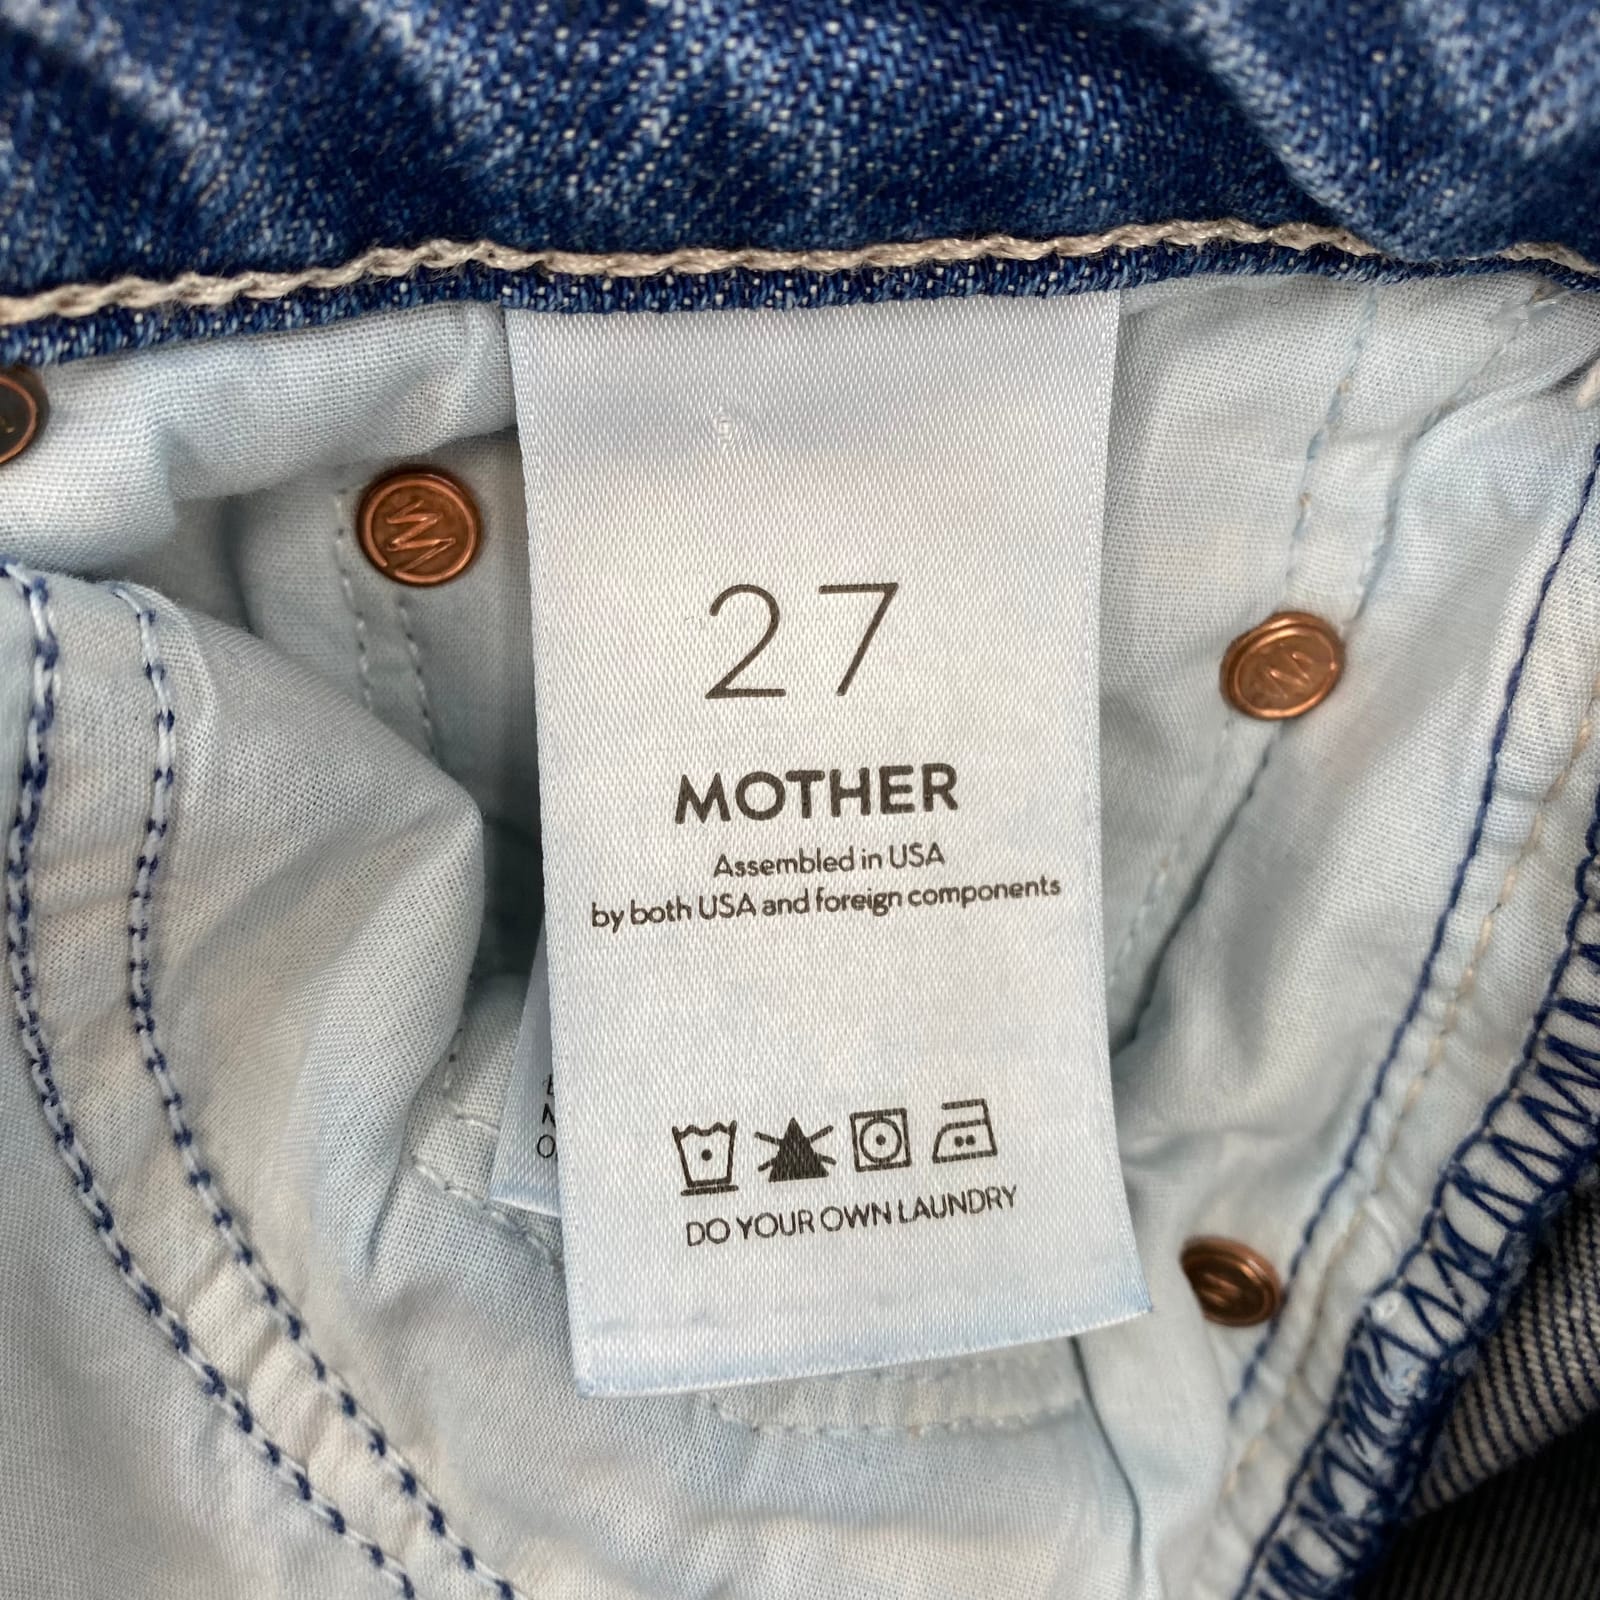 27
MOTHER
Assembled in USA
by both USA and foreign components
DO YOUR OWN LAUNDRY